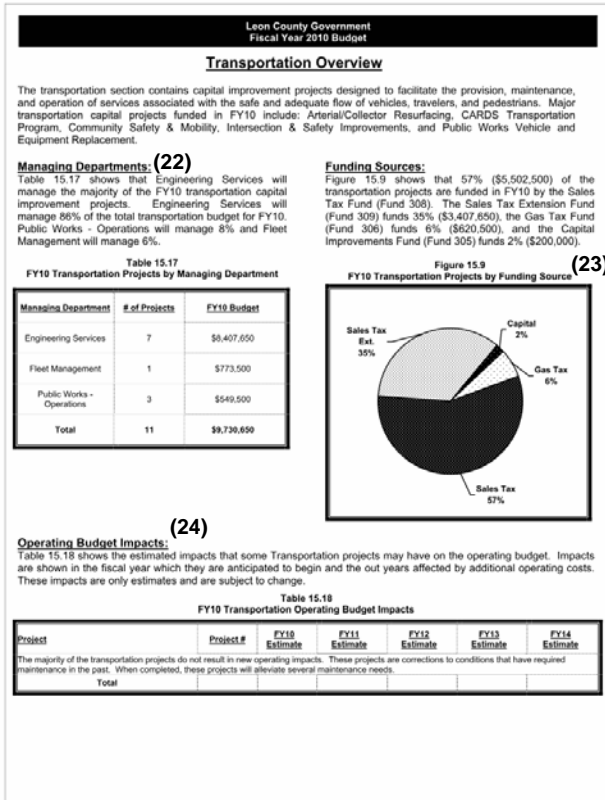 Leon County Government
Fiscal Year 2010 Budget
Transportation Overview
The transportation section contains capital improvement projects designed to facilitate the provision, maintenance,
and operation of services associated with the safe and adequate flow of vehicles, travelers, and pedestrians. Major
transportation capital projects funded in FY10 include: Arterial/Collector Resurfacing, CARDS Transportation
Program, Community Safety & Mobility, Intersection & Safety Improvements, and Public Works Vehicle and
Equipment Replacement.
Managing Departments: (22)
Table 15.17 shows that Engineering Services will
manage the majority of the FY10 transportation capital
improvement projects. Engineering Services will
manage 86% of the total transportation budget for FY10.
Public Works - Operations will manage 8% and Fleet
Management will manage 6%.
Table 15.17
FY10 Transportation Projects by Managing Department
Managing Department # of Projects FY10 Budget
Engineering Services 7 $8,407,650
Fleet Management 1 $773,500
Public Works -
Operations 3 $549,500
Total 11 $9,730,650
Funding Sources:
Figure 15.9 shows that 57% ($5,502,500) of the
transportation projects are funded in FY10 by the Sales
Tax Fund (Fund 308). The Sales Tax Extension Fund
(Fund 309) funds 35% ($3,407,650), the Gas Tax Fund
(Fund 306) funds 6% ($620,500), and the Capital
Improvements Fund (Fund 305) funds 2% ($200,000).
Figure 15.9 (23)
FY10 Transportation Projects by Funding Source
Sales Tax
Ext.
35%
Capital
2%
Gas Tax
6%
Sales Tax
57%
(24)
Operating Budget Impacts:
Table 15.18 shows the estimated impacts that some Transportation projects may have on the operating budget. Impacts
are shown in the fiscal year which they are anticipated to begin and the out years affected by additional operating costs.
These impacts are only estimates and are subject to change.
Table 15.18
FY10 Transportation Operating Budget Impacts
Project Project # FY10 Estimate FY11 Estimate FY12 Estimate FY13 Estimate FY14 Estimate
The majority of the transportation projects do not result in new operating impacts. These projects are corrections to conditions that have required
maintenance in the past. When completed, these projects will alleviate several maintenance needs.
Total